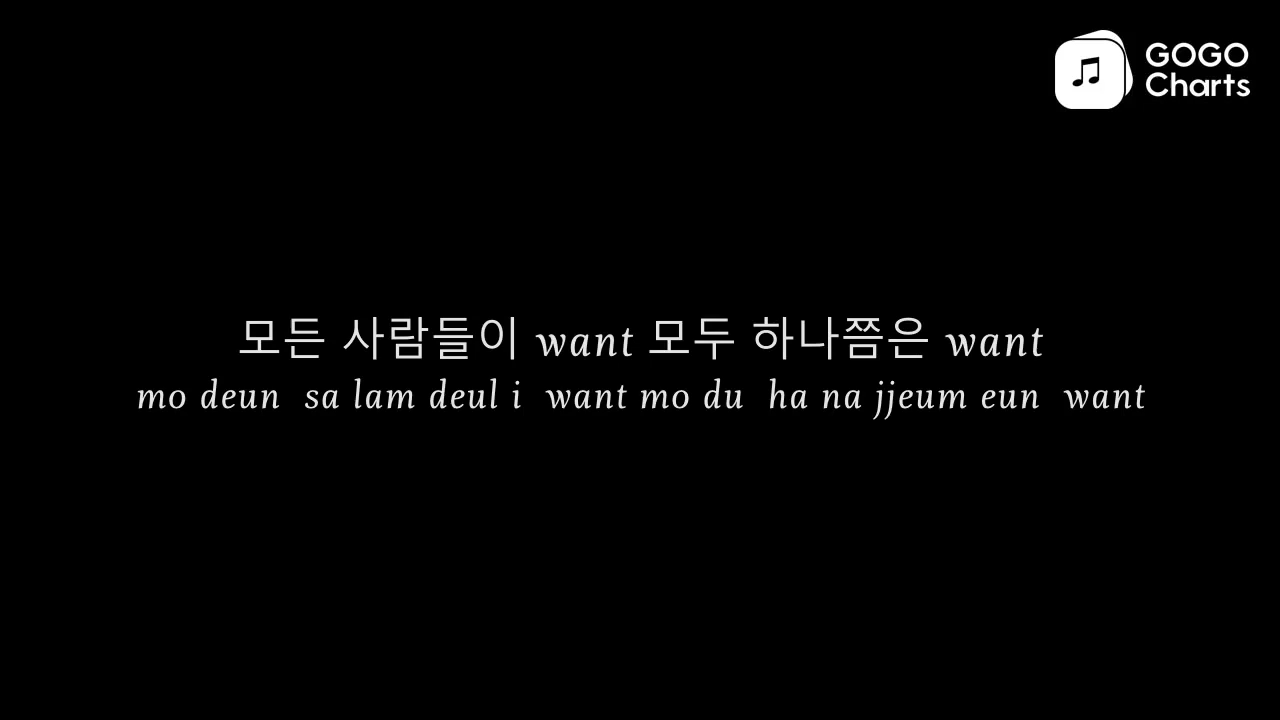 GOGO
Charts
모든 사람들이 want 모두 하나쯤은 want
mo deun sa lam deul i want mo du ha na jjeum eun want